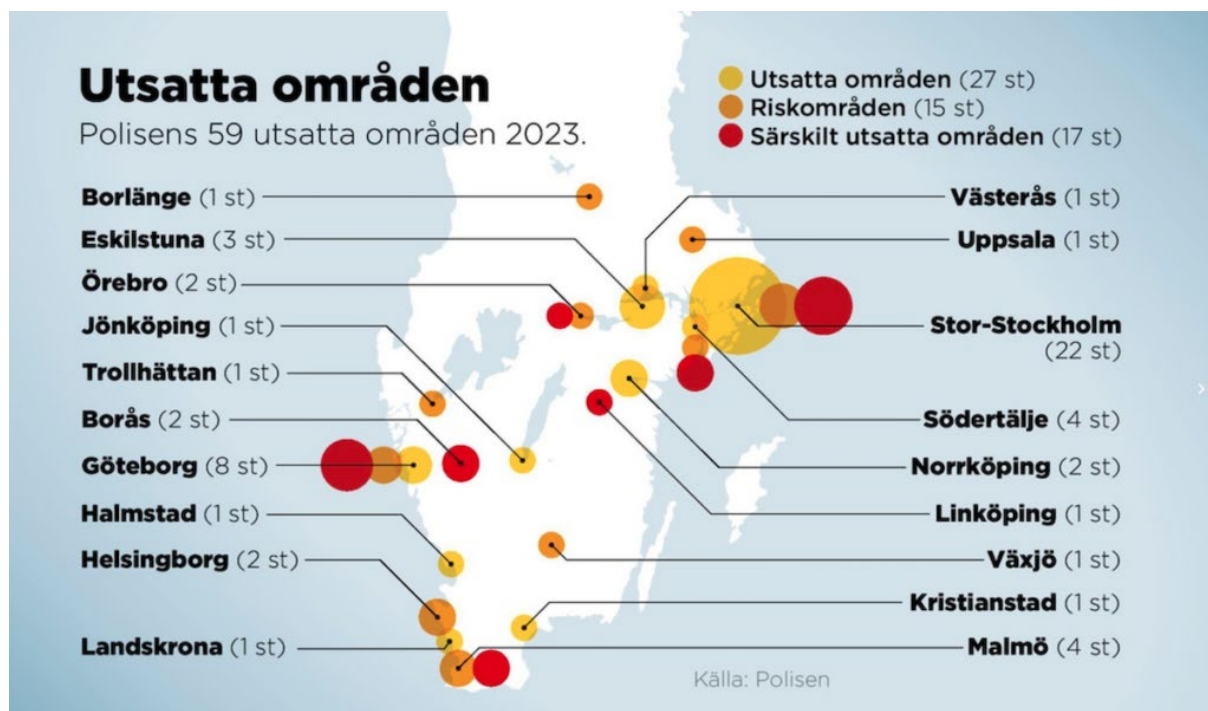 Utsatta områden
Polisens 59 utsatta områden 2023.
Utsatta områden (27 st)
Riskområden (15 st)
Särskilt utsatta områden (17 st)
Borlänge (1 st)
Eskilstuna (3 st)
Örebro (2 st)
Jönköping (1 st)
Trollhättan (1 st)
Borås (2 st)
Göteborg (8 st)
Halmstad (1 st)
Helsingborg (2 st)
Landskrona (1 st)
Västerås (1 st)
Uppsala (1 st)
Stor-Stockholm
(22 st)
Södertälje (4 st)
Norrköping (2 st)
Linköping (1 st)
Växjö (1 st)
Kristianstad (1 st)
Malmö (4 st)
Källa: Polisen